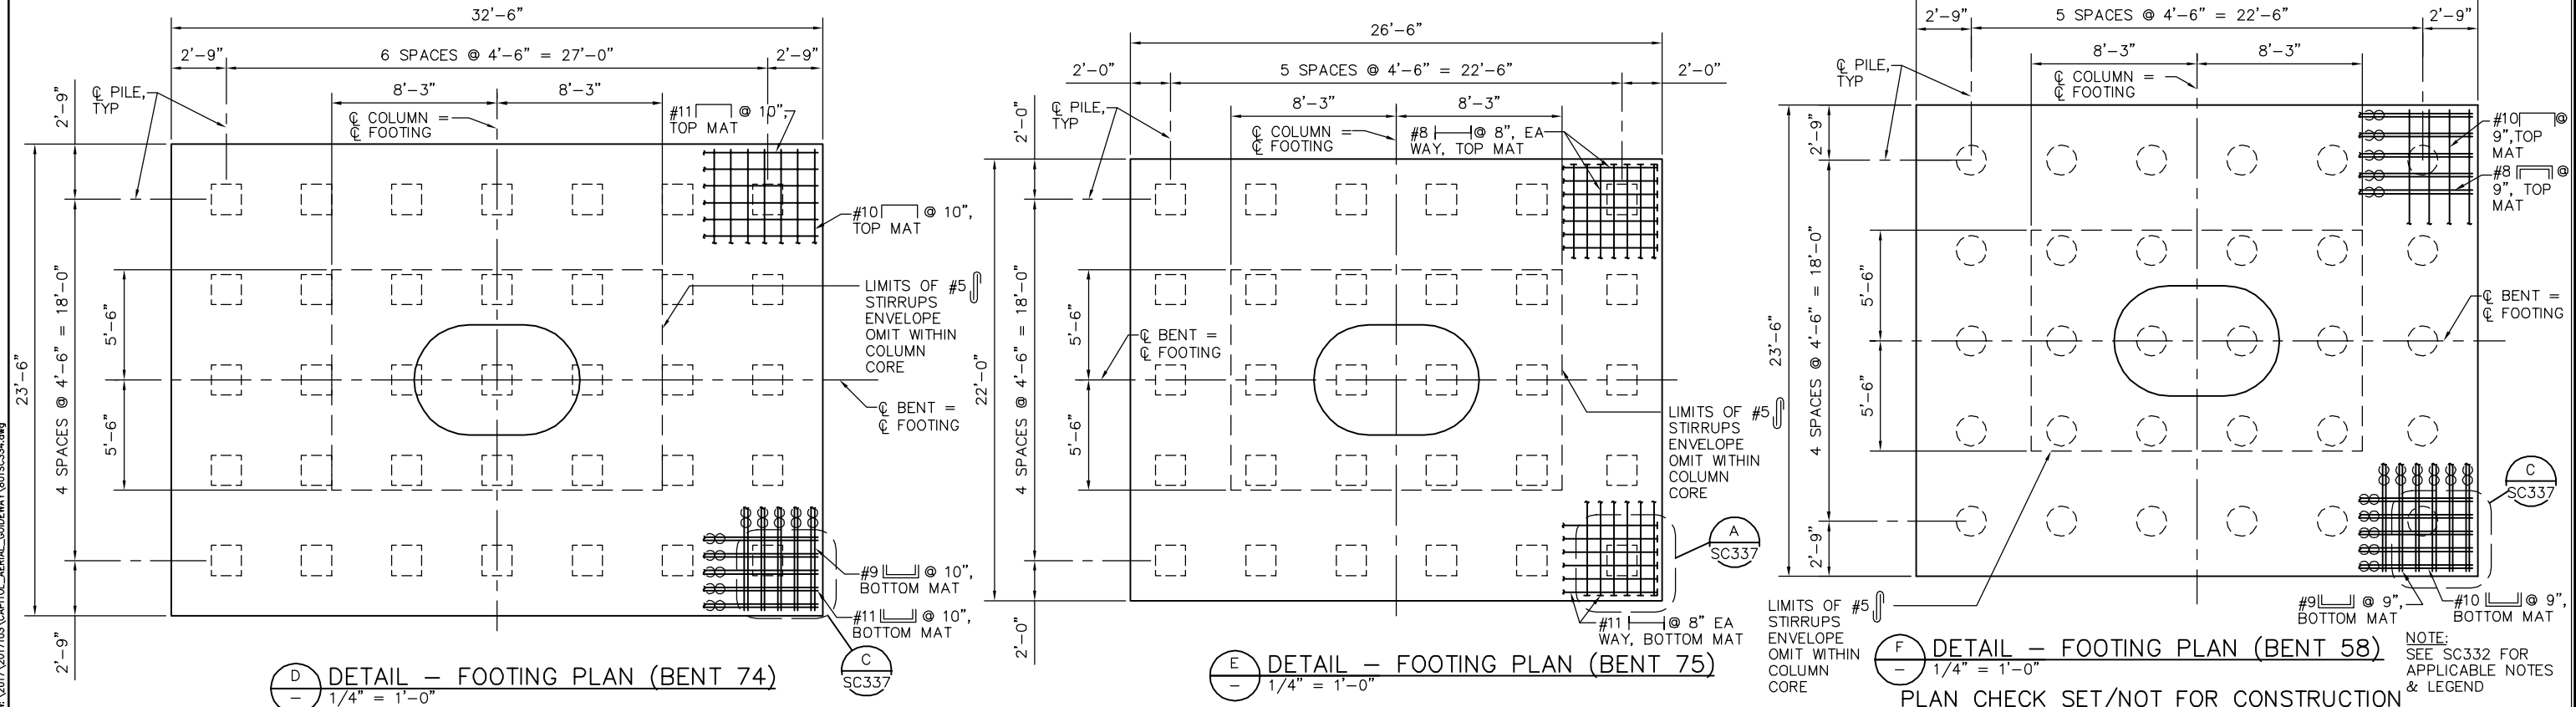 32'-6"
6 SPACES @ 4'-6" = 27'-0"
2'-9"
2'-9"
8'-3"
8'-3"
2'-9"
℄ PILE,
TYP
℄ COLUMN =
℄ FOOTING
#11 @ 10",
TOP MAT
#10 @ 10",
TOP MAT
23'-6"
4 SPACES @ 4'-6" = 18'-0"
5'-6"
5'-6"
2'-9"
LIMITS OF #5
STIRRUPS
ENVELOPE
OMIT WITHIN
COLUMN
CORE
℄ BENT =
℄ FOOTING
#9 @ 10",
BOTTOM MAT
#11 @ 10",
BOTTOM MAT
C
SC337
D
-
DETAIL - FOOTING PLAN (BENT 74)
1/4" = 1'-0"
26'-6"
5 SPACES @ 4'-6" = 22'-6"
2'-0"
2'-0"
8'-3"
8'-3"
2'-0"
℄ PILE,
TYP
℄ COLUMN =
℄ FOOTING
#8 @ 8", EA
WAY, TOP MAT
22'-0"
4 SPACES @ 4'-6" = 18'-0"
5'-6"
5'-6"
2'-0"
℄ BENT =
℄ FOOTING
LIMITS OF #5
STIRRUPS
ENVELOPE
OMIT WITHIN
COLUMN
CORE
A
SC337
#11 @ 8" EA
WAY, BOTTOM MAT
E
-
DETAIL - FOOTING PLAN (BENT 75)
1/4" = 1'-0"
2'-9"
5 SPACES @ 4'-6" = 22'-6"
2'-9"
8'-3"
8'-3"
℄ PILE,
TYP
℄ COLUMN =
℄ FOOTING
2'-9"
#10 @
9", TOP
MAT
#8 @
9", TOP
MAT
23'-6"
4 SPACES @ 4'-6" = 18'-0"
5'-6"
5'-6"
2'-9"
℄ BENT =
℄ FOOTING
C
SC337
LIMITS OF #5
STIRRUPS
ENVELOPE
OMIT WITHIN
COLUMN
CORE
#9 @ 9",
BOTTOM MAT
#10 @ 9",
BOTTOM MAT
F
-
DETAIL - FOOTING PLAN (BENT 58)
1/4" = 1'-0"
NOTE:
SEE SC332 FOR
APPLICABLE NOTES
& LEGEND
PLAN CHECK SET/NOT FOR CONSTRUCTION